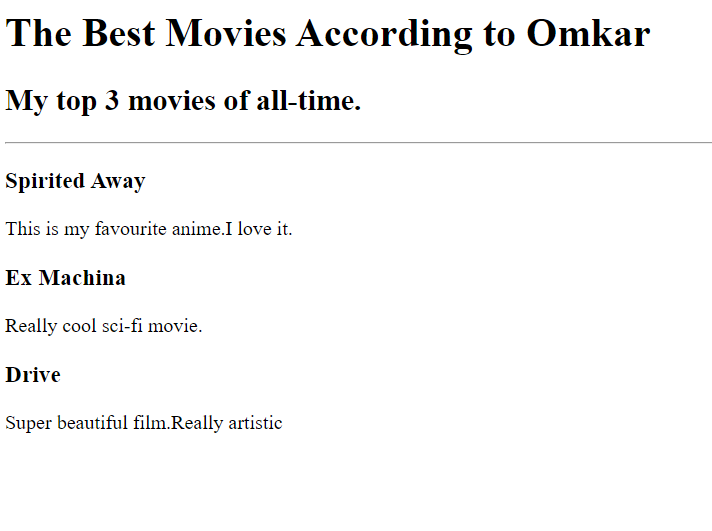 The Best Movies According to Omkar
My top 3 movies of all-time.
Spirited Away
This is my favourite anime.I love it.
Ex Machina
Really cool sci-fi movie.
Drive
Super beautiful film.Really artistic